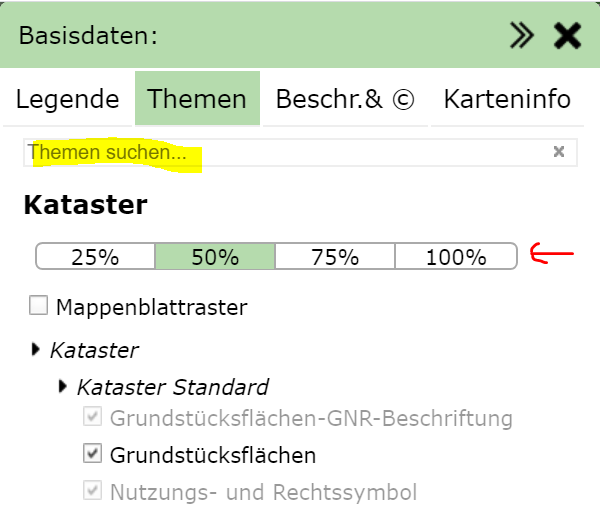 Basisdaten:
Legende Themen Beschr.& © Karteninfo
Themen suchen...
Kataster
25% 50% 75% 100%
Mappenblattraster
Kataster
Kataster Standard
Grundstücksflächen-GNR-Beschriftung
Grundstücksflächen
Nutzungs- und Rechtssymbol